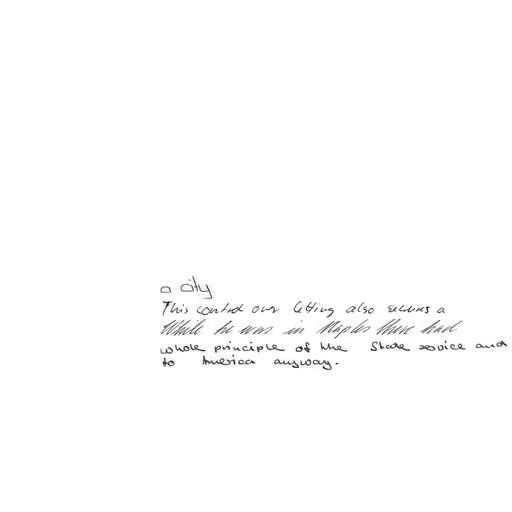 a city
This control over letting also secures a
While he was in Naples there had
whole principle of the State service and
to America anyway.